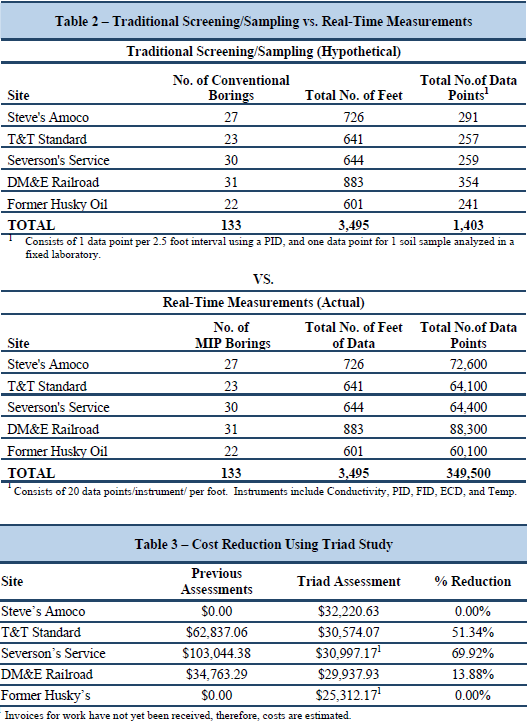 Table 2 – Traditional Screening/Sampling vs. Real-Time Measurements
Traditional Screening/Sampling (Hypothetical)
Site No. of Conventional Borings Total No. of Feet Total No.of Data Points1
Steve's Amoco 27 726 291
T&T Standard 23 641 257
Severson's Service 30 644 259
DM&E Railroad 31 883 354
Former Husky Oil 22 601 241
TOTAL 133 3,495 1,403
1 Consists of 1 data point per 2.5 foot interval using a PID, and one data point for 1 soil sample analyzed in a
fixed laboratory.
VS.
Real-Time Measurements (Actual)
Site No. of MIP Borings Total No. of Feet of Data Total No.of Data Points
Steve's Amoco 27 726 72,600
T&T Standard 23 641 64,100
Severson's Service 30 644 64,400
DM&E Railroad 31 883 88,300
Former Husky Oil 22 601 60,100
TOTAL 133 3,495 349,500
1 Consists of 20 data points/instrument/ per foot. Instruments include Conductivity, PID, FID, ECD, and Temp.
Table 3 – Cost Reduction Using Triad Study
Site Previous Assessments Triad Assessment % Reduction
Steve’s Amoco $0.00 $32,220.63 0.00%
T&T Standard $62,837.06 $30,574.07 51.34%
Severson’s Service $103,044.38 $30,997.171 69.92%
DM&E Railroad $34,763.29 $29,937.93 13.88%
Former Husky’s $0.00 $25,312.171 0.00%
Invoices for work have not yet been received, therefore, costs are estimated.